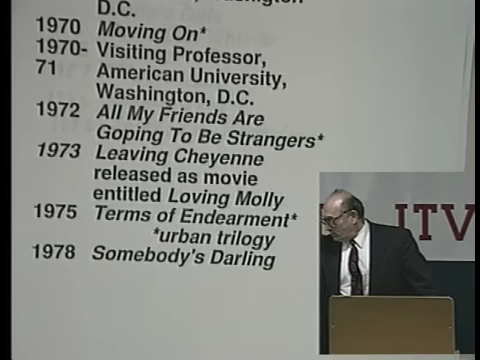 D.C.
1970 Moving On*
1970- Visiting Professor,
71 American University,
Washington, D.C.
1972 All My Friends Are
Goping To Be Strangers*
1973 Leaving Cheyenne
released as movie
entitled Loving Molly
1975 Terms of Endearment*
*urban trilogy
1978 Somebody's Darling
ITV